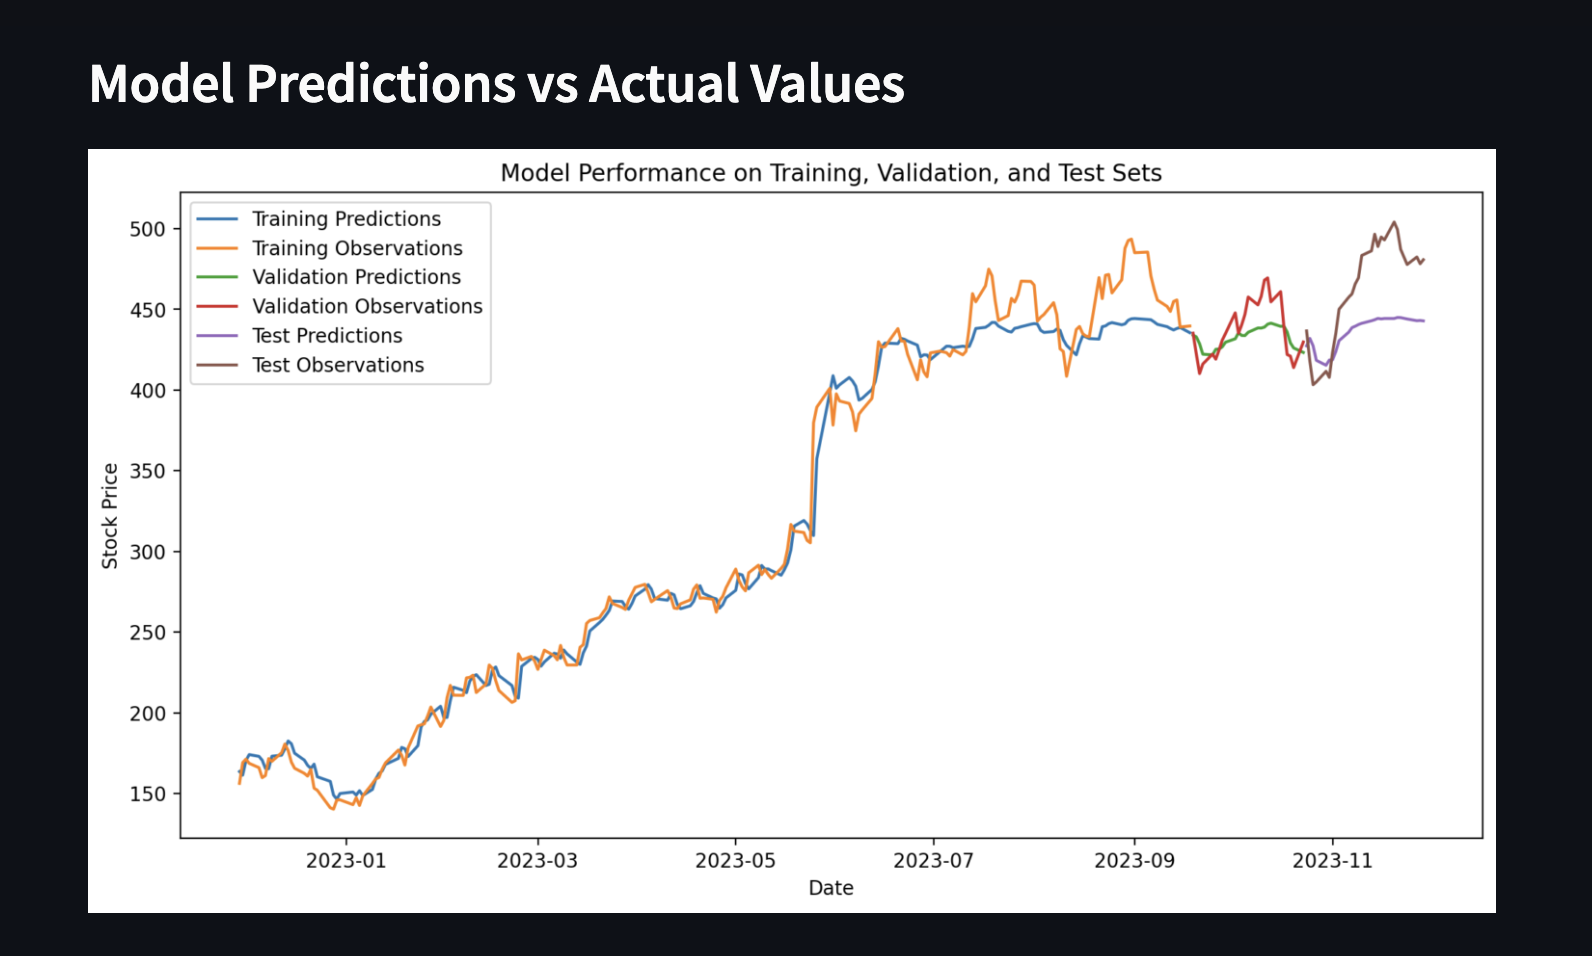 Model Predictions vs Actual Values
Model Performance on Training, Validation, and Test Sets
Training Predictions
Training Observations
Validation Predictions
Validation Observations
Test Predictions
Test Observations
500
450
400
350
300
250
200
150
Stock Price
2023-01 2023-03 2023-05 2023-07 2023-09 2023-11
Date